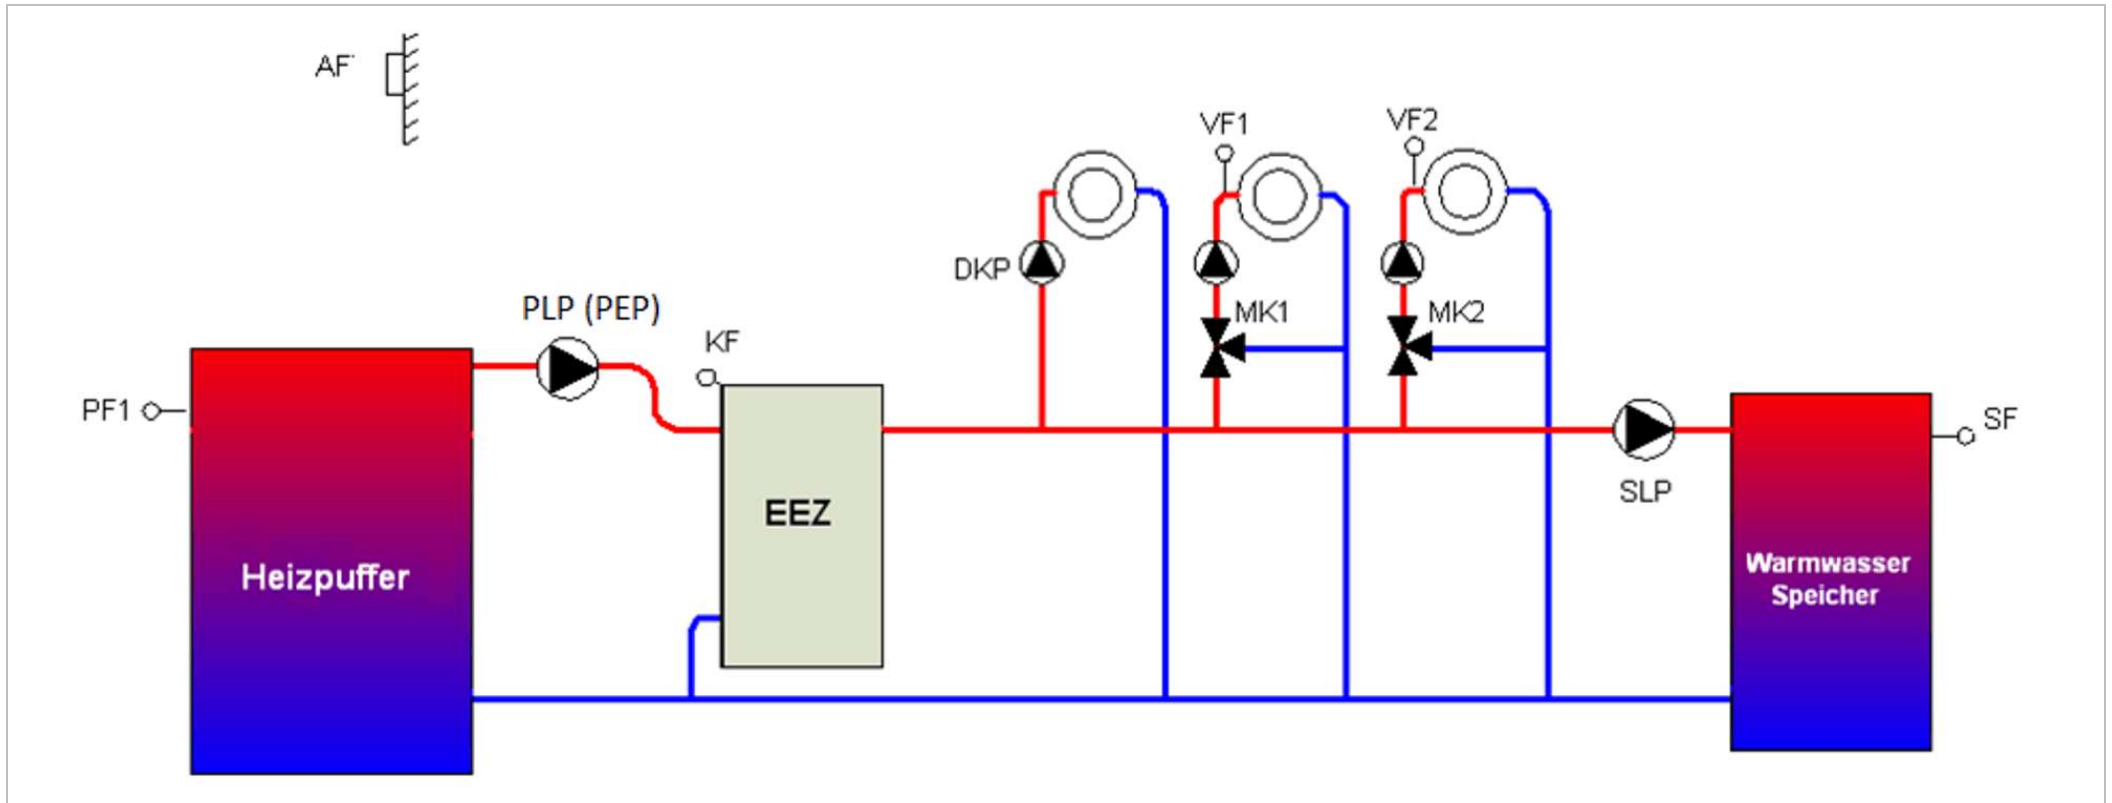 AF
VF1
VF2
DKP
MK1
MK2
PLP (PEP)
KF
PF1
SF
SLP
EEZ
Heizpuffer
Warmwasser
Speicher